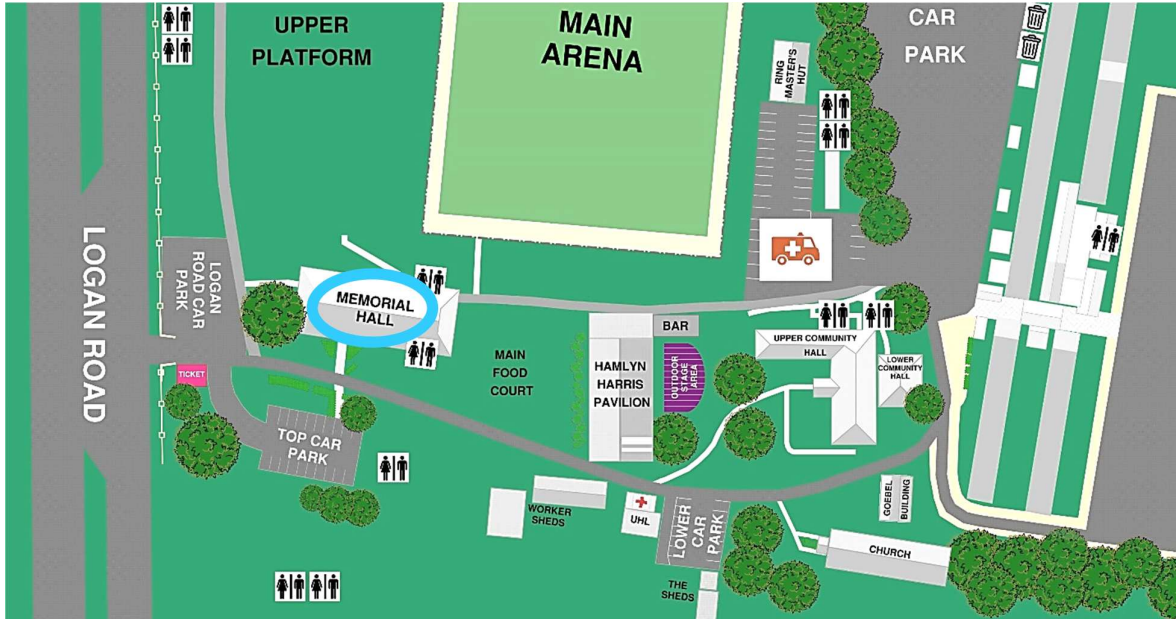 UPPER
PLATFORM
MAIN
ARENA
CAR
PARK
RING
MASTER'S
HUT
LOGAN ROAD
LOGAN
ROAD CAR
PARK
MEMORIAL
HALL
TICKET
TOP CAR
PARK
MAIN
FOOD
COURT
HAMLYN
HARRIS
PAVILION
BAR
OUTDOOR
STAGE
AREA
UPPER COMMUNITY
HALL
LOWER
COMMUNITY
HALL
WORKER
SHEDS
UHL
LOWER
CAR
PARK
THE
SHEDS
GOEBEL
BUILDING
CHURCH